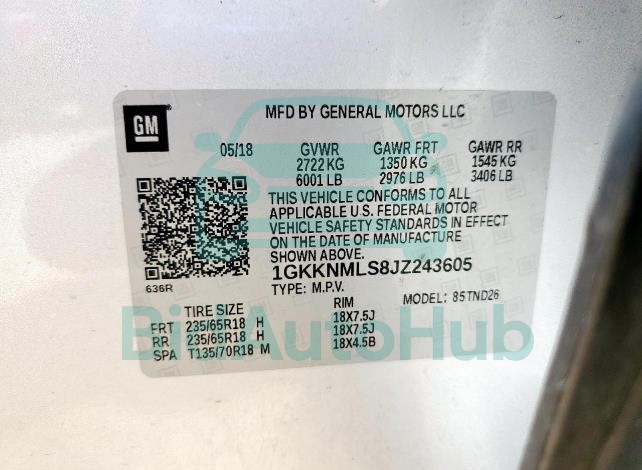 GM
MFD BY GENERAL MOTORS LLC
05/18 GVWR GAWR FRT GAWR RR
2722 KG 1350 KG 1545 KG
6001 LB 2976 LB 3406 LB
THIS VEHICLE CONFORMS TO ALL
APPLICABLE U.S. FEDERAL MOTOR
VEHICLE SAFETY STANDARDS IN EFFECT
ON THE DATE OF MANUFACTURE
SHOWN ABOVE.
1GKKNMLS8JZ243605
636R
TYPE: M.P.V. MODEL: 85TND26
TIRE SIZE RIM
FRT 235/65R18 H 18X7.5J
RR 235/65R18 H 18X7.5J
SPA T135/70R18 M 18X4.5B
BidAutoHub